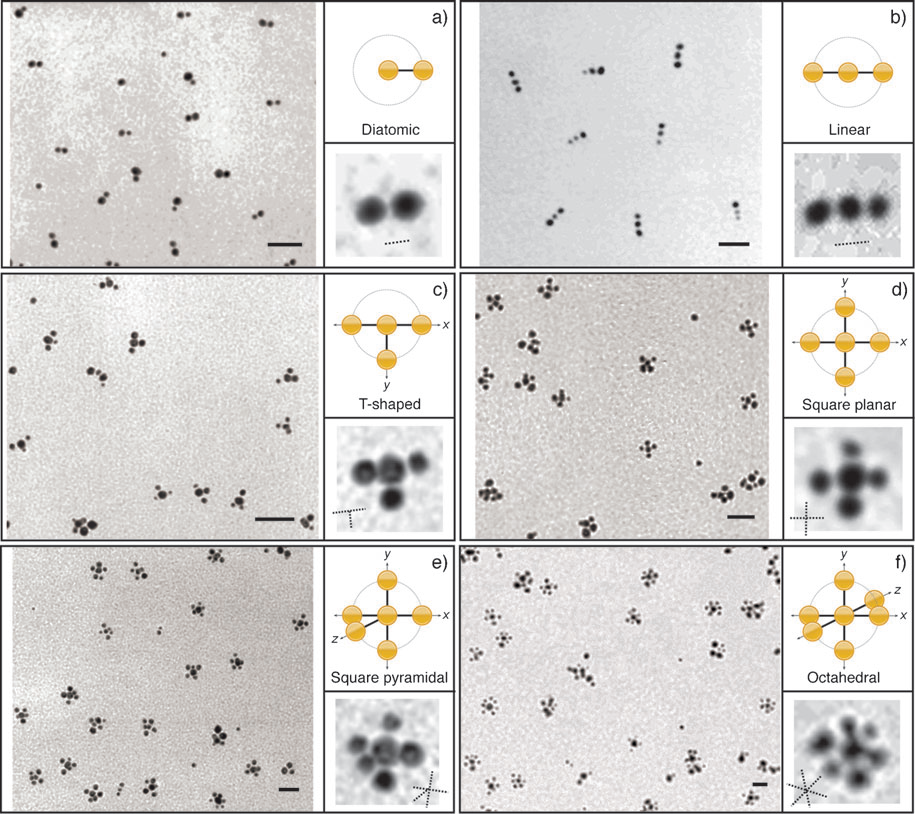 a)
Diatomic
b)
Linear
c)
x
y
T-shaped
d)
y
x
Square planar
e)
y
x
z
Square pyramidal
f)
y
z
x
Octahedral